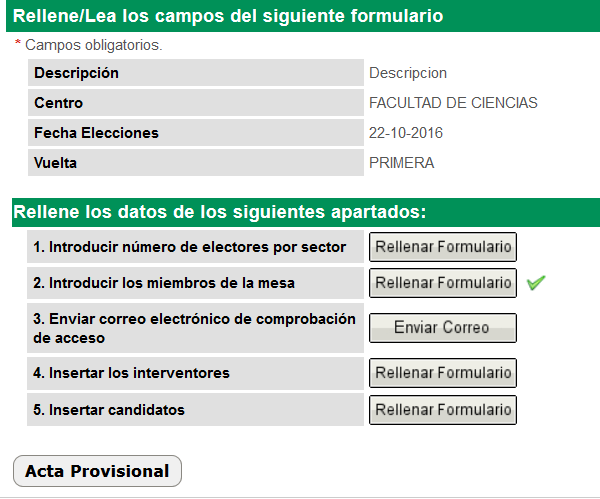 Rellene/Lea los campos del siguiente formulario
* Campos obligatorios.
Descripción Descripcion
Centro FACULTAD DE CIENCIAS
Fecha Elecciones 22-10-2016
Vuelta PRIMERA
Rellene los datos de los siguientes apartados:
1. Introducir número de electores por sector Rellenar Formulario
2. Introducir los miembros de la mesa Rellenar Formulario
3. Enviar correo electrónico de comprobación
de acceso Enviar Correo
4. Insertar los interventores Rellenar Formulario
5. Insertar candidatos Rellenar Formulario
Acta Provisional